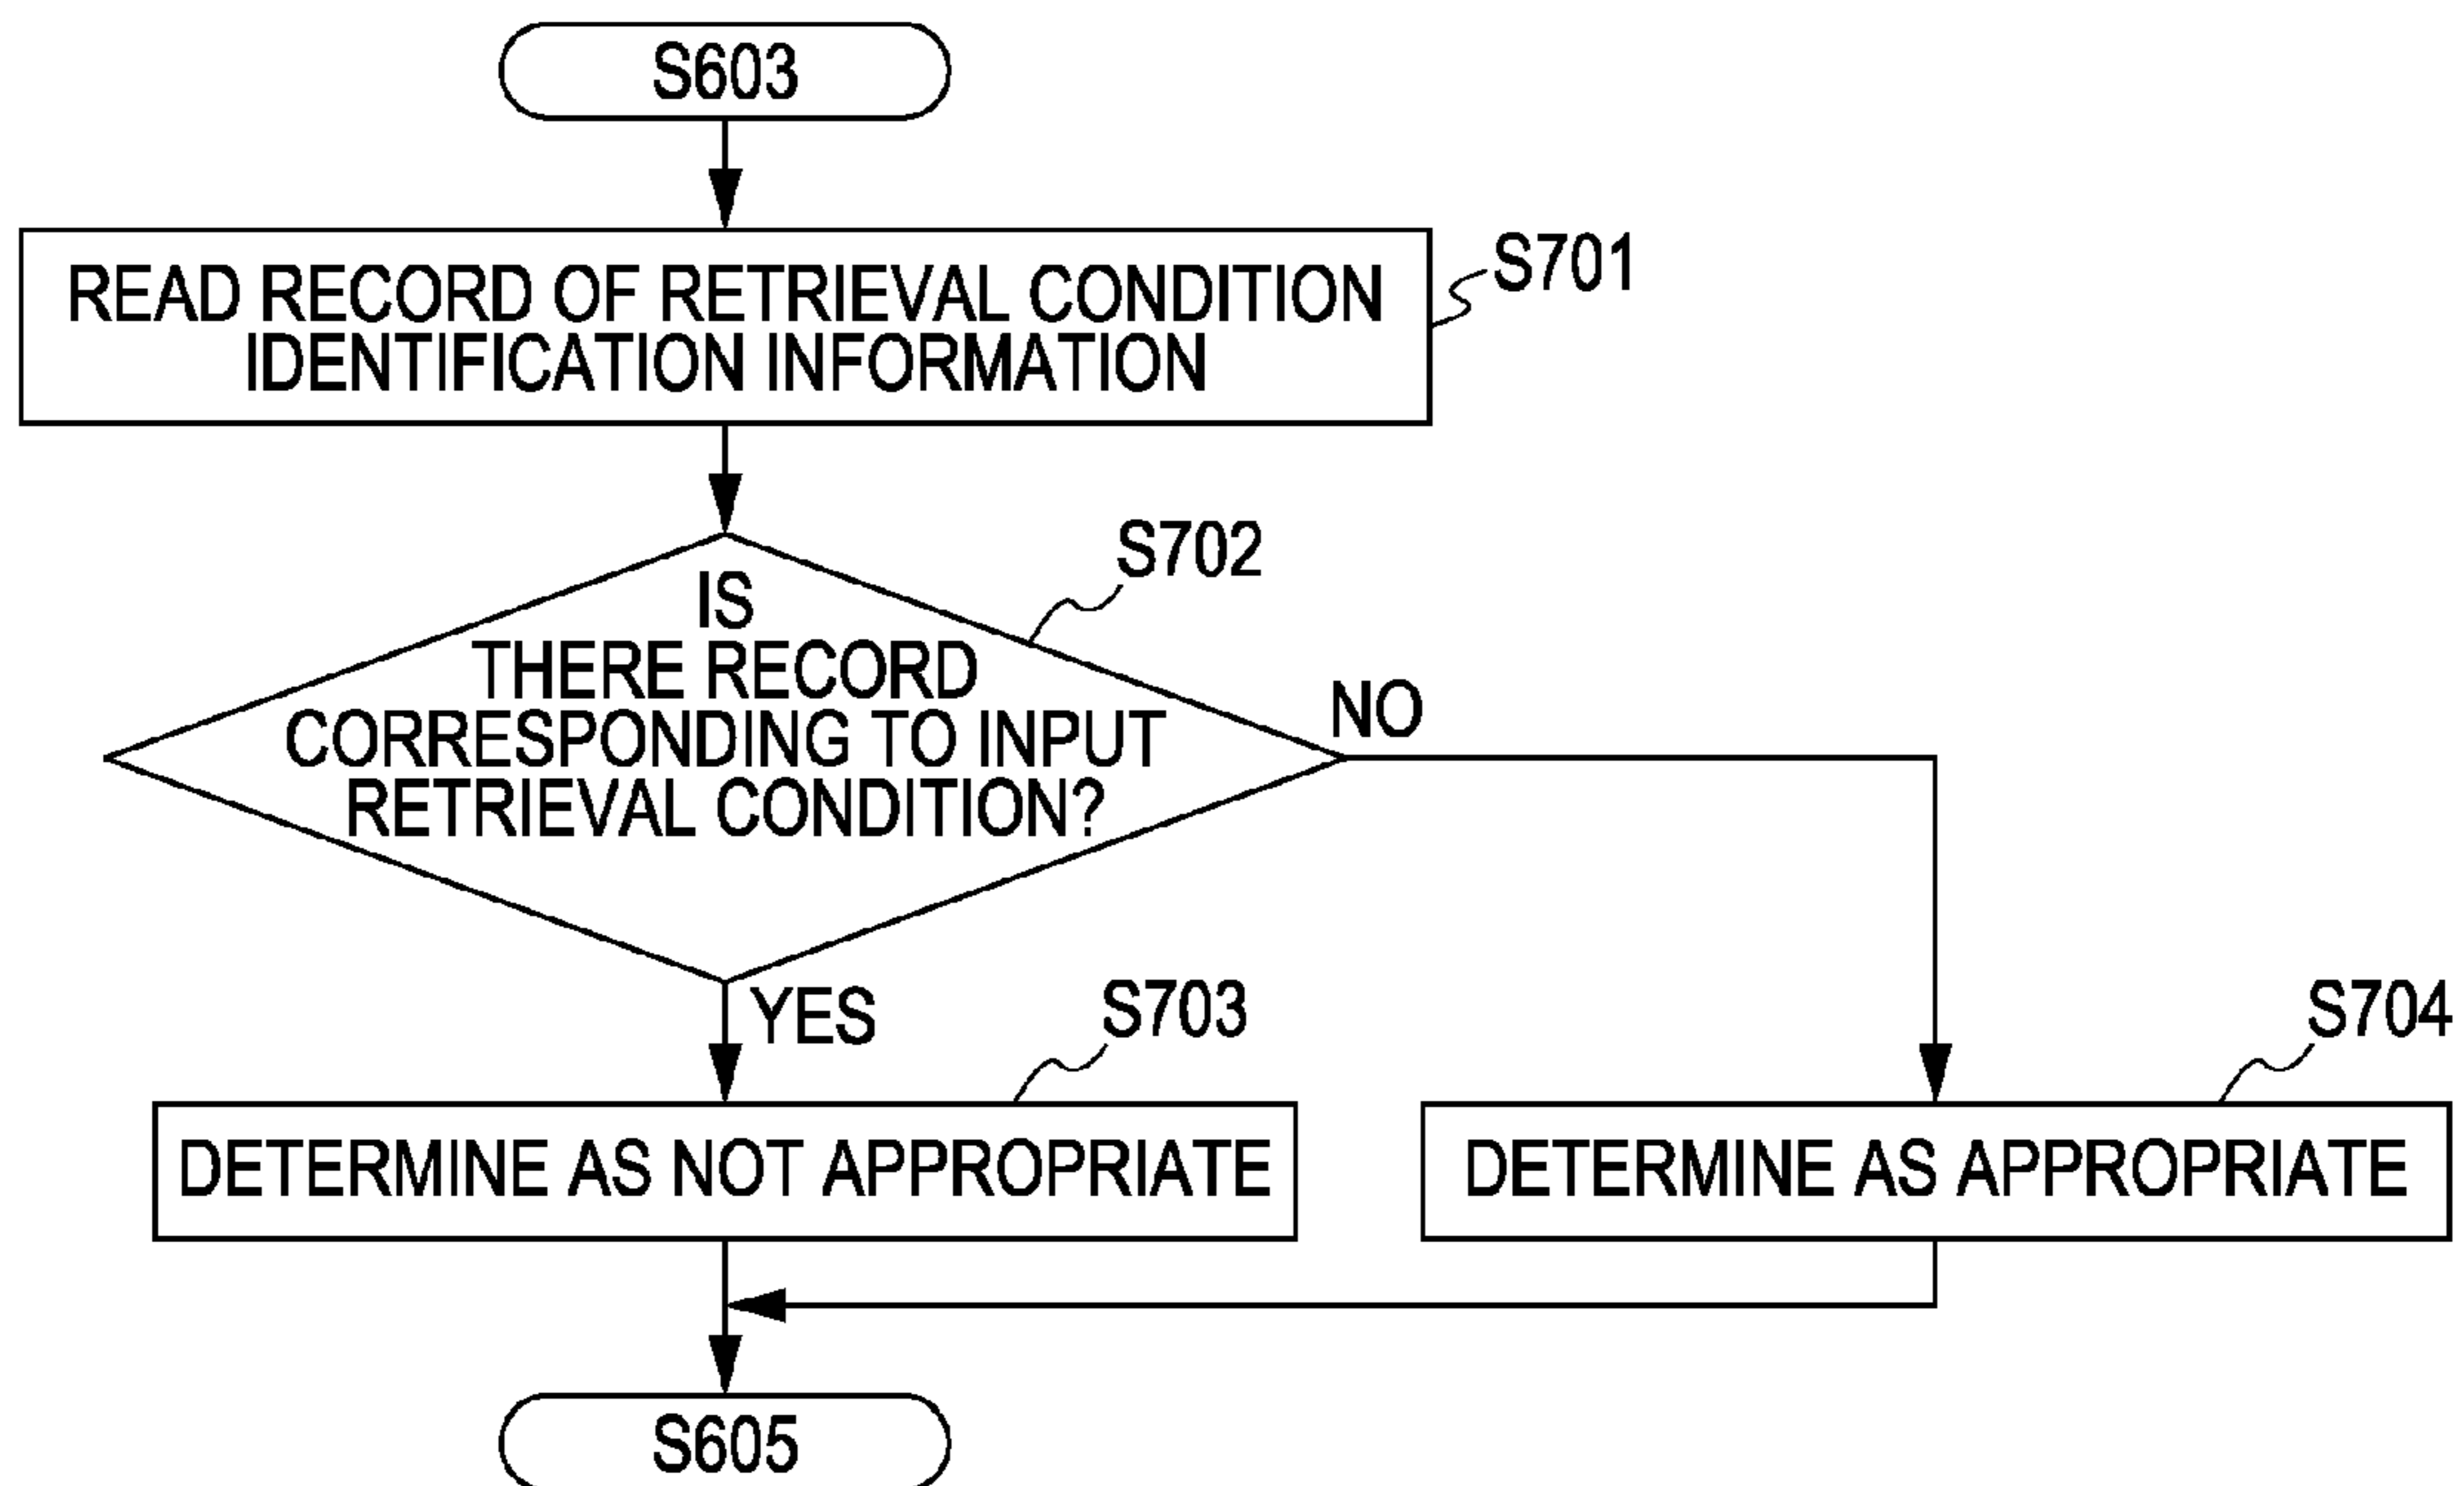 S603
READ RECORD OF RETRIEVAL CONDITION
IDENTIFICATION INFORMATION
S701
IS
THERE RECORD
CORRESPONDING TO INPUT
RETRIEVAL CONDITION?
S702
NO
YES
S703
S704
DETERMINE AS NOT APPROPRIATE
DETERMINE AS APPROPRIATE
S605